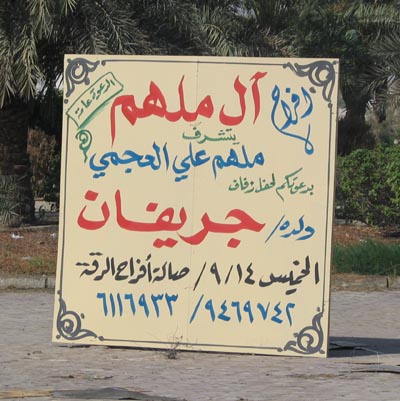 الدعوة عامة
افراح
آل ملهم
يتشرف
ملهم علي العجمي
بدعوتكم لحفل زفاف
ولده/ جريفان
الخميس ٩/١٤/ صالة أفراح الرقة
٩٤٦٩٧٤٢/ ٦١١٦٩٣٣